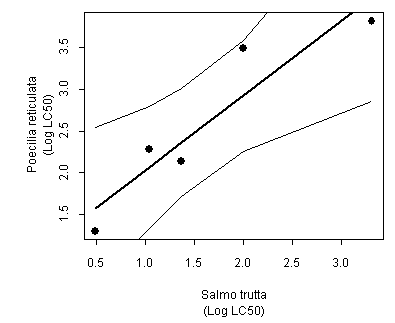 Poecilia reticulata
(Log LC50)
3.5
3.0
2.5
2.0
1.5
0.5 1.0 1.5 2.0 2.5 3.0
Salmo trutta
(Log LC50)